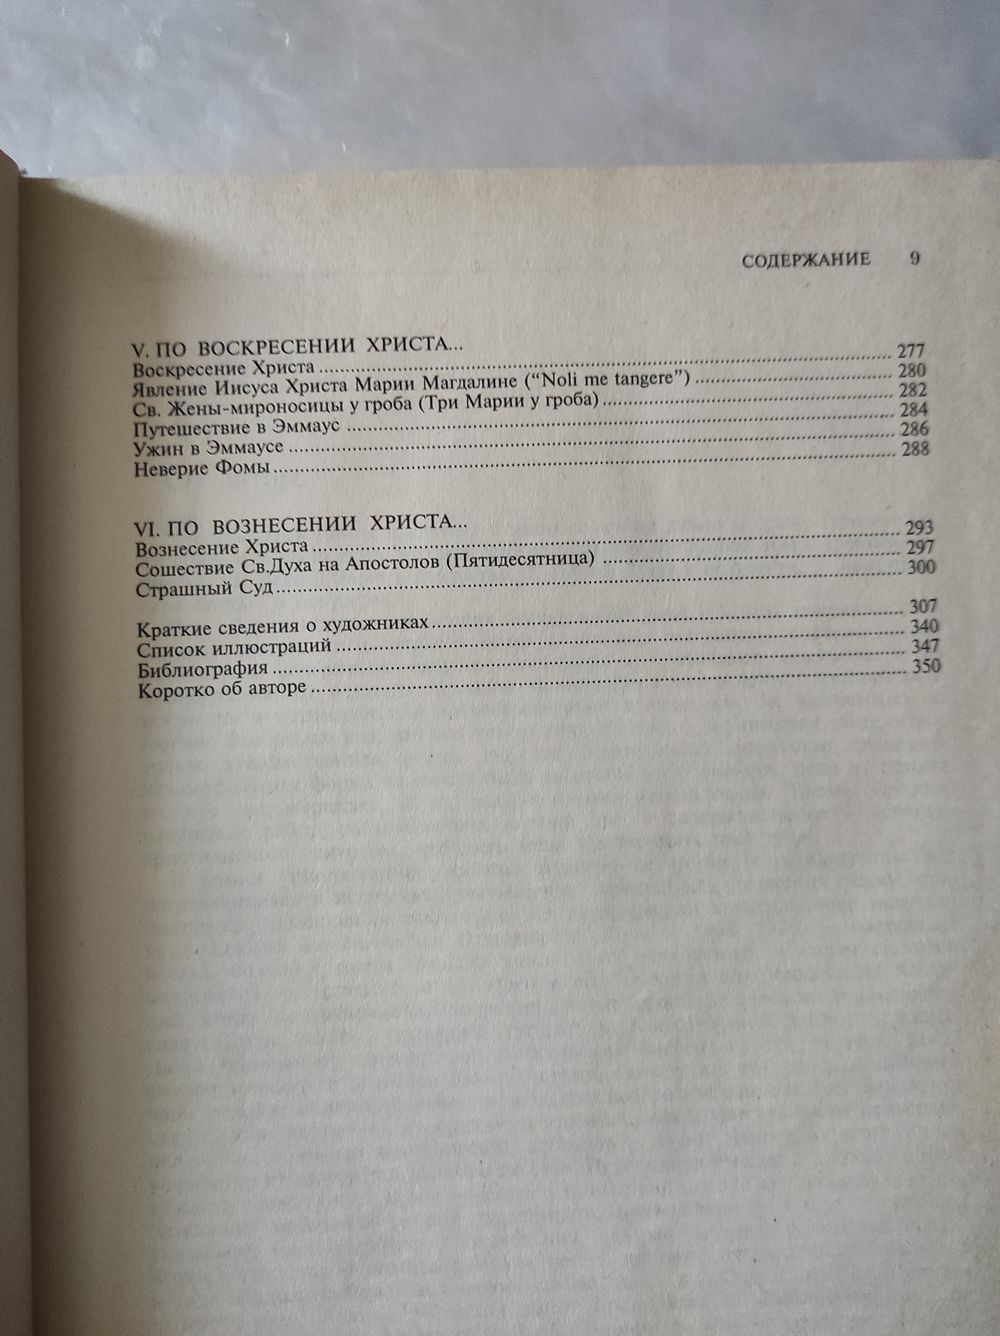 СОДЕРЖАНИЕ 9
V. ПО ВОСКРЕСЕНИИ ХРИСТА...
Воскресение Христа 277
Явление Иисуса Христа Марии Магдалине (“Noli me tangere”) 280
Св. Жены-мироносицы у гроба (Три Марии у гроба) 282
Путешествие в Эммаус 284
Ужин в Эммаусе 286
Неверие Фомы 288
VI. ПО ВОЗНЕСЕНИИ ХРИСТА...
Вознесение Христа 293
Сошествие Св.Духа на Апостолов (Пятидесятница) 297
Страшный Суд 300
Краткие сведения о художниках 307
Список иллюстраций 340
Библиография 347
Коротко об авторе 350